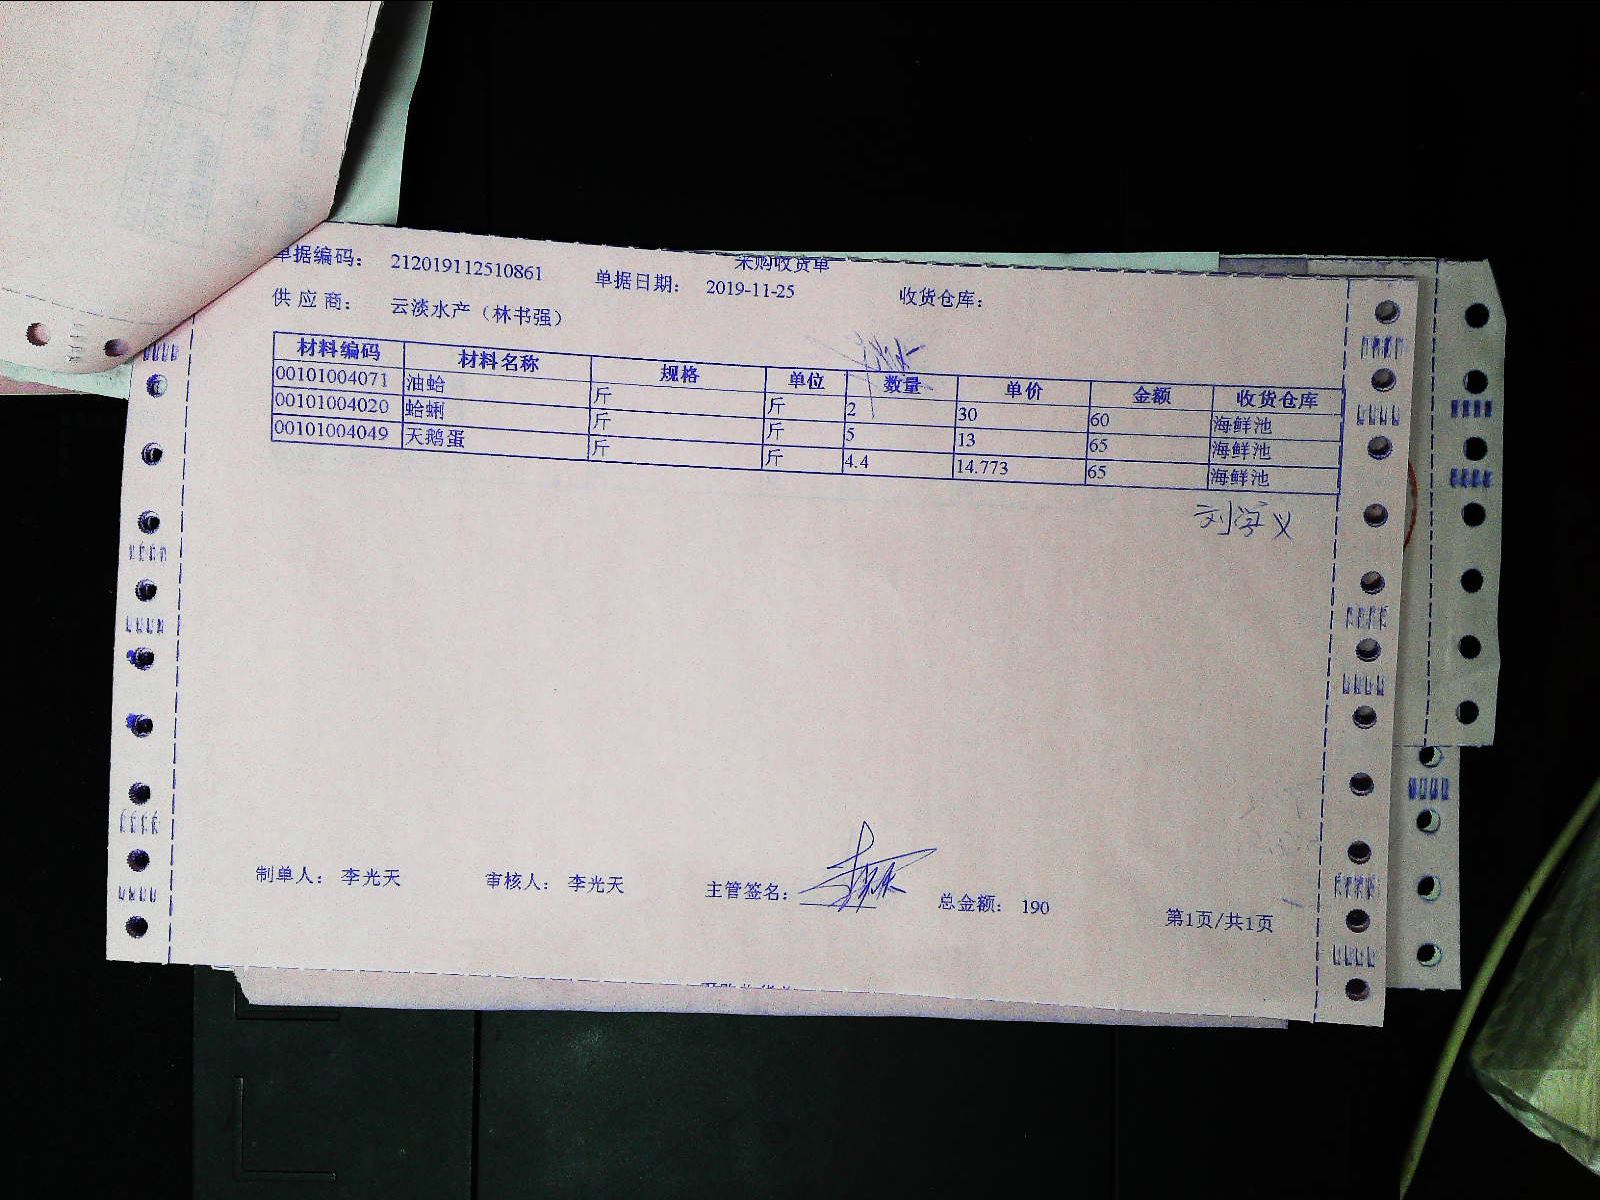 采购收货单
单据编码： 212019112510861 单据日期： 2019-11-25 收货仓库：
供应商： 云淡水产（林书强）
材料编码 材料名称 规格 单位 数量 单价 金额 收货仓库
00101004071 油蛤 斤 斤 2 30 60 海鲜池
00101004020 蛤蜊 斤 斤 5 13 65 海鲜池
00101004049 天鹅蛋 斤 斤 4.4 14.773 65 海鲜池
刘学义
制单人： 李光天 审核人： 李光天 主管签名： 总金额： 190
第1页/共1页